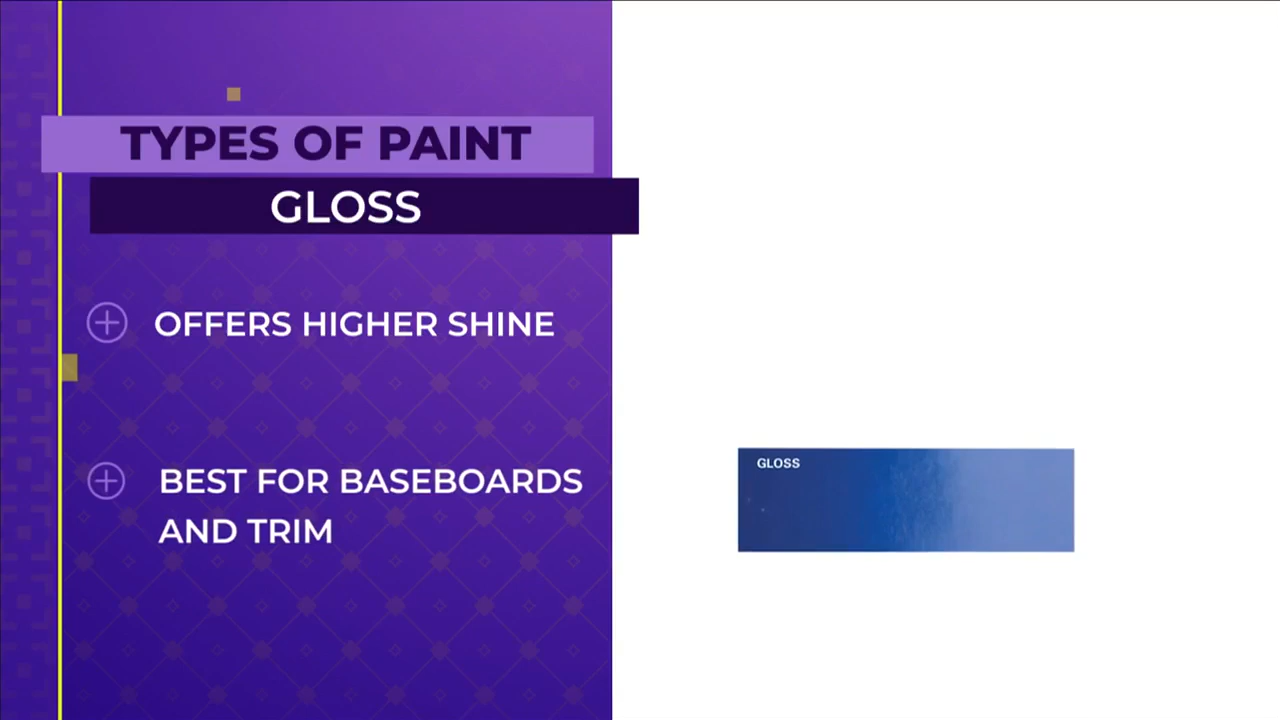 TYPES OF PAINT
GLOSS
OFFERS HIGHER SHINE
BEST FOR BASEBOARDS
AND TRIM
GLOSS